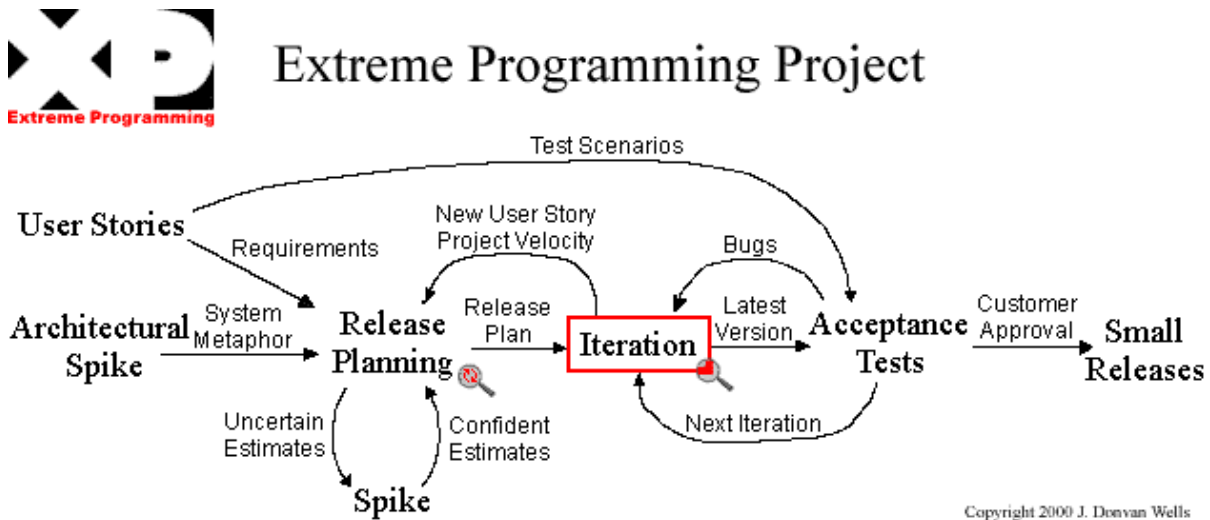 XP
Extreme Programming
Extreme Programming Project
Test Scenarios
User Stories
Requirements
New User Story
Project Velocity
Bugs
Architectural
Spike
System
Metaphor
Release
Planning
Release
Plan
Iteration
Latest
Version
Acceptance
Tests
Customer
Approval
Small
Releases
Uncertain
Estimates
Confident
Estimates
Next Iteration
Spike
Copyright 2000 J. Donvan Wells